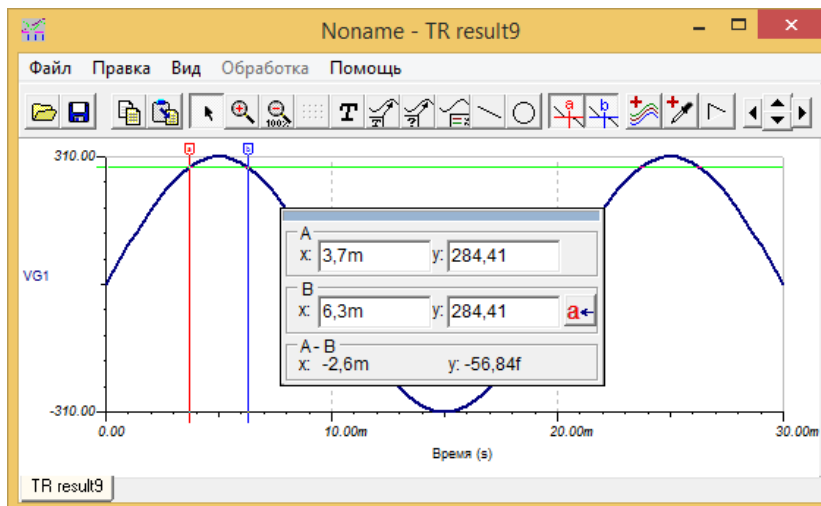 Noname - TR result9
Файл Правка Вид Обработка Помощь
100% T T ? a b
310.00
a b
VG1
-310.00
0.00 10.00m 20.00m 30.00m
Время (s)
A
x: 3,7m y: 284,41
B
x: 6,3m y: 284,41 a
A - B
x: -2,6m y: -56,84f
TR result9